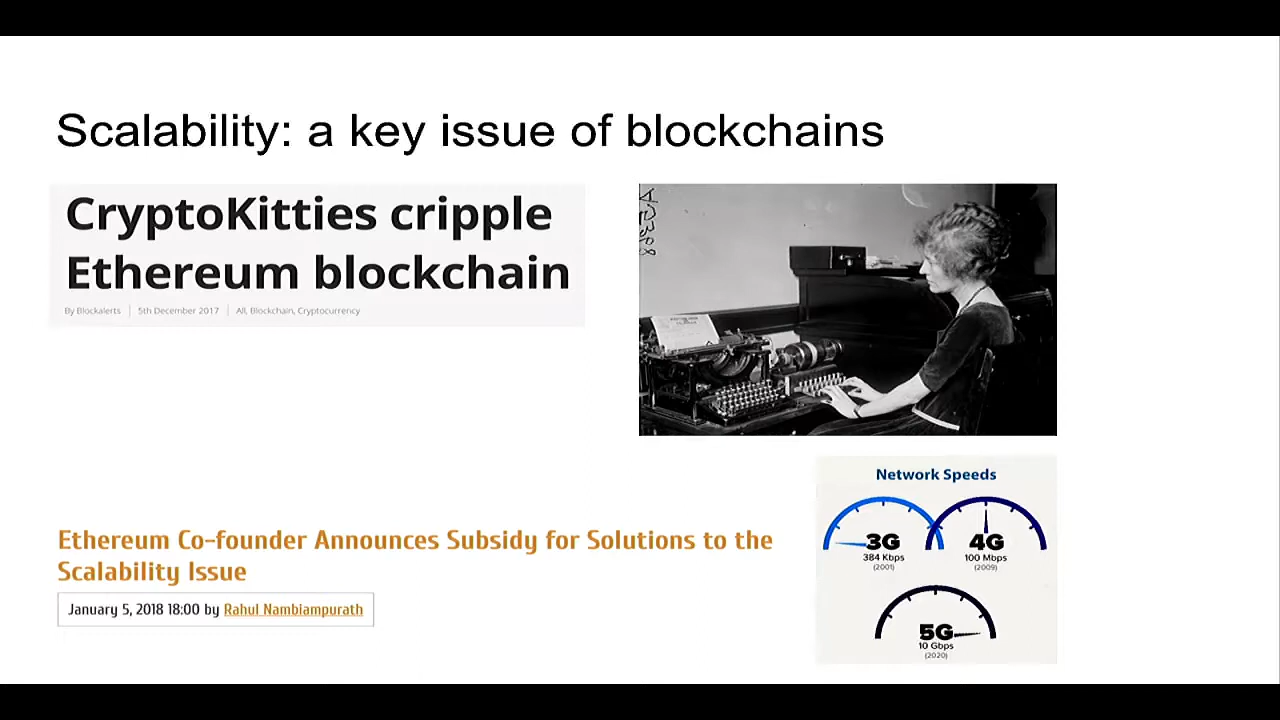 Scalability: a key issue of blockchains
CryptoKitties cripple
Ethereum blockchain
By Blockalerts | 5th December 2017 | All, Blockchain, Cryptocurrency
Ethereum Co-founder Announces Subsidy for Solutions to the
Scalability Issue
January 5, 2018 18:00 by Rahul Nambiampurath
Network Speeds
3G
384 Kbps
(2001)
4G
100 Mbps
(2009)
5G
10 Gbps
(2020)